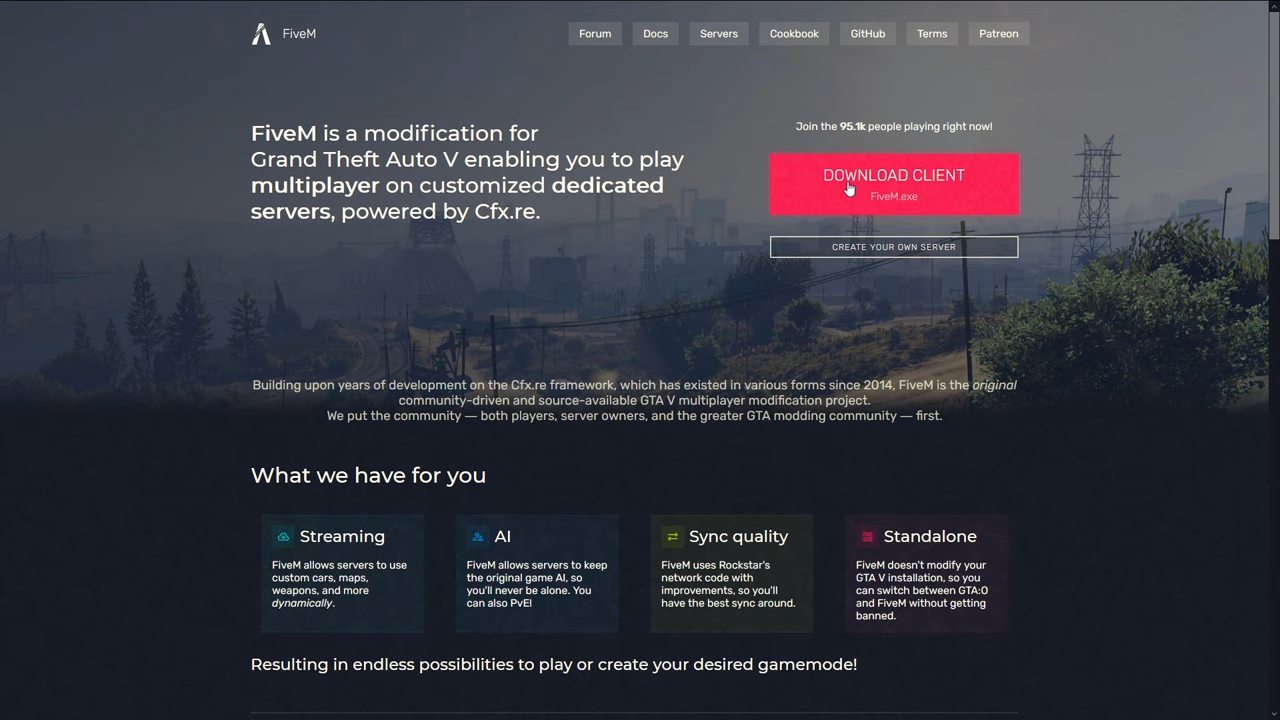 FiveM
Forum
Docs
Servers
Cookbook
GitHub
Terms
Patreon
FiveM is a modification for
Grand Theft Auto V enabling you to play
multiplayer on customized dedicated
servers, powered by Cfx.re.
Join the 95.1k people playing right now!
DOWNLOAD CLIENT
FiveM.exe
CREATE YOUR OWN SERVER
Building upon years of development on the Cfx.re framework, which has existed in various forms since 2014, FiveM is the original
community-driven and source-available GTA V multiplayer modification project.
We put the community — both players, server owners, and the greater GTA modding community — first.
What we have for you
Streaming
FiveM allows servers to use
custom cars, maps,
weapons, and more
dynamically.
AI
FiveM allows servers to keep
the original game AI, so
you'll never be alone. You
can also PvE!
Sync quality
FiveM uses Rockstar's
network code with
improvements, so you'll
have the best sync around.
Standalone
FiveM doesn't modify your
GTA V installation, so you
can switch between GTA:O
and FiveM without getting
banned.
Resulting in endless possibilities to play or create your desired gamemode!